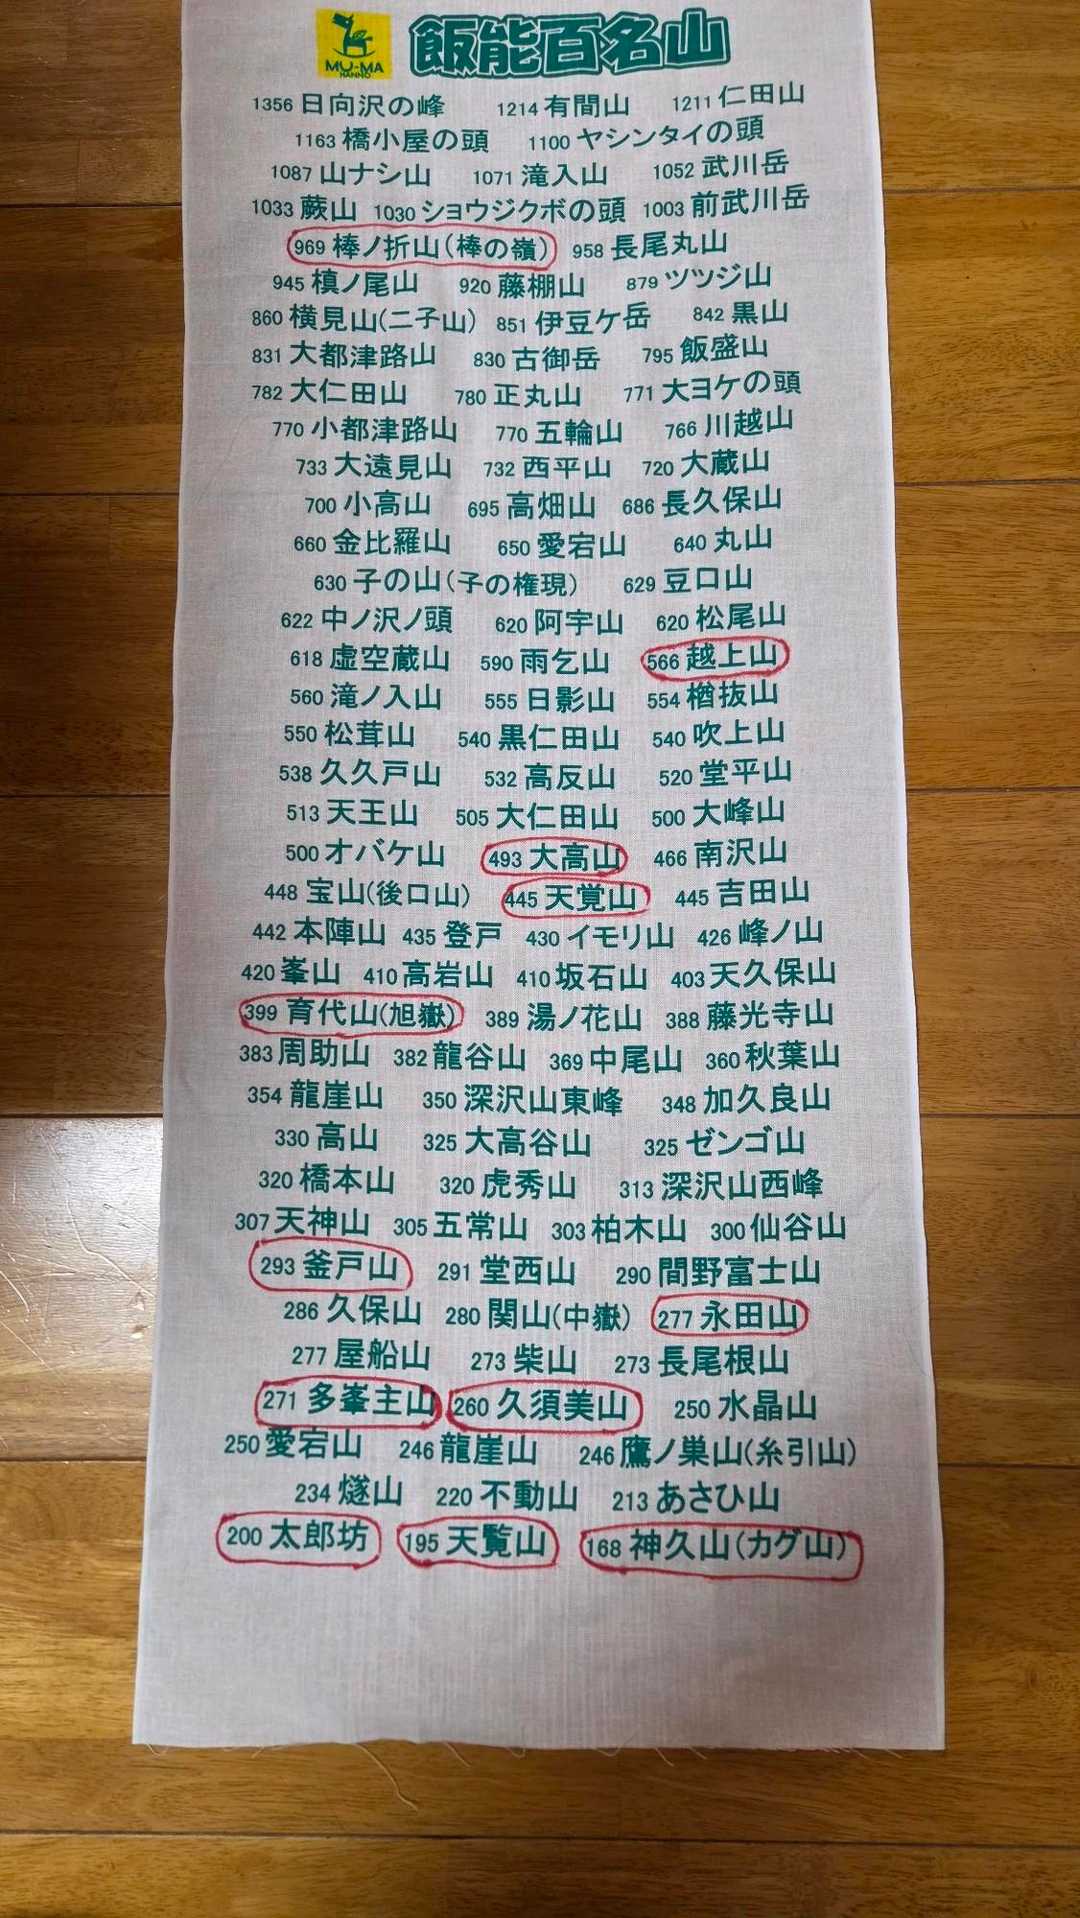 MU-MA
HANNO
飯能百名山
1356 日向沢の峰 1214 有間山 1211 仁田山
1163 橋小屋の頭 1100 ヤシンタイの頭
1087 山ナシ山 1071 滝入山 1052 武川岳
1033 蕨山 1030 ショウジクボの頭 1003 前武川岳
969 棒ノ折山(棒の嶺) 958 長尾丸山
945 槙ノ尾山 920 藤棚山 879 ツツジ山
860 横見山(二子山) 851 伊豆ケ岳 842 黒山
831 大都津路山 830 古御岳 795 飯盛山
782 大仁田山 780 正丸山 771 大ヨケの頭
770 小都津路山 770 五輪山 766 川越山
733 大遠見山 732 西平山 720 大蔵山
700 小高山 695 高畑山 686 長久保山
660 金比羅山 650 愛宕山 640 丸山
630 子の山(子の権現) 629 豆口山
622 中ノ沢ノ頭 620 阿宇山 620 松尾山
618 虚空蔵山 590 雨乞山 566 越上山
560 滝ノ入山 555 日影山 554 楢抜山
550 松茸山 540 黒仁田山 540 吹上山
538 久久戸山 532 高反山 520 堂平山
513 天王山 505 大仁田山 500 大峰山
500 オバケ山 493 大高山 466 南沢山
448 宝山(後口山) 445 天覚山 445 吉田山
442 本陣山 435 登戸 430 イモリ山 426 峰ノ山
420 峯山 410 高岩山 410 坂石山 403 天久保山
399 育代山(旭嶽) 389 湯ノ花山 388 藤光寺山
383 周助山 382 龍谷山 369 中尾山 360 秋葉山
354 龍崖山 350 深沢山東峰 348 加久良山
330 高山 325 大高谷山 325 ゼンゴ山
320 橋本山 320 虎秀山 313 深沢山西峰
307 天神山 305 五常山 303 柏木山 300 仙谷山
293 釜戸山 291 堂西山 290 間野富士山
286 久保山 280 関山(中嶽) 277 永田山
277 屋船山 273 柴山 273 長尾根山
271 多峯主山 260 久須美山 250 水晶山
250 愛宕山 246 龍崖山 246 鷹ノ巣山(糸引山)
234 燧山 220 不動山 213 あさひ山
200 太郎坊 195 天覧山 168 神久山(カグ山)